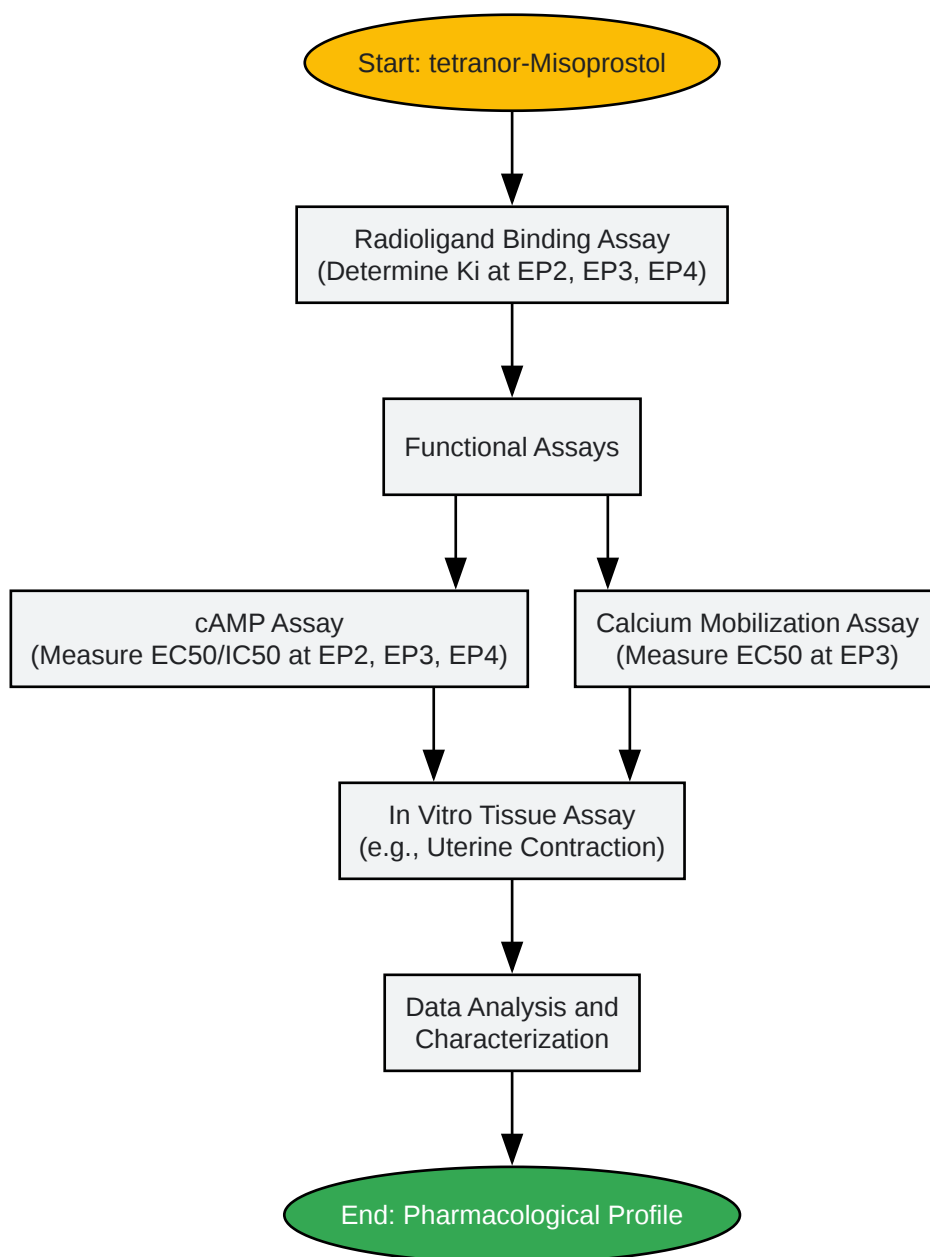 Start: tetranor-Misoprostol
Radioligand Binding Assay
(Determine Ki at EP2, EP3, EP4)
Functional Assays
cAMP Assay
(Measure EC50/IC50 at EP2, EP3, EP4)
Calcium Mobilization Assay
(Measure EC50 at EP3)
In Vitro Tissue Assay
(e.g., Uterine Contraction)
Data Analysis and
Characterization
End: Pharmacological Profile